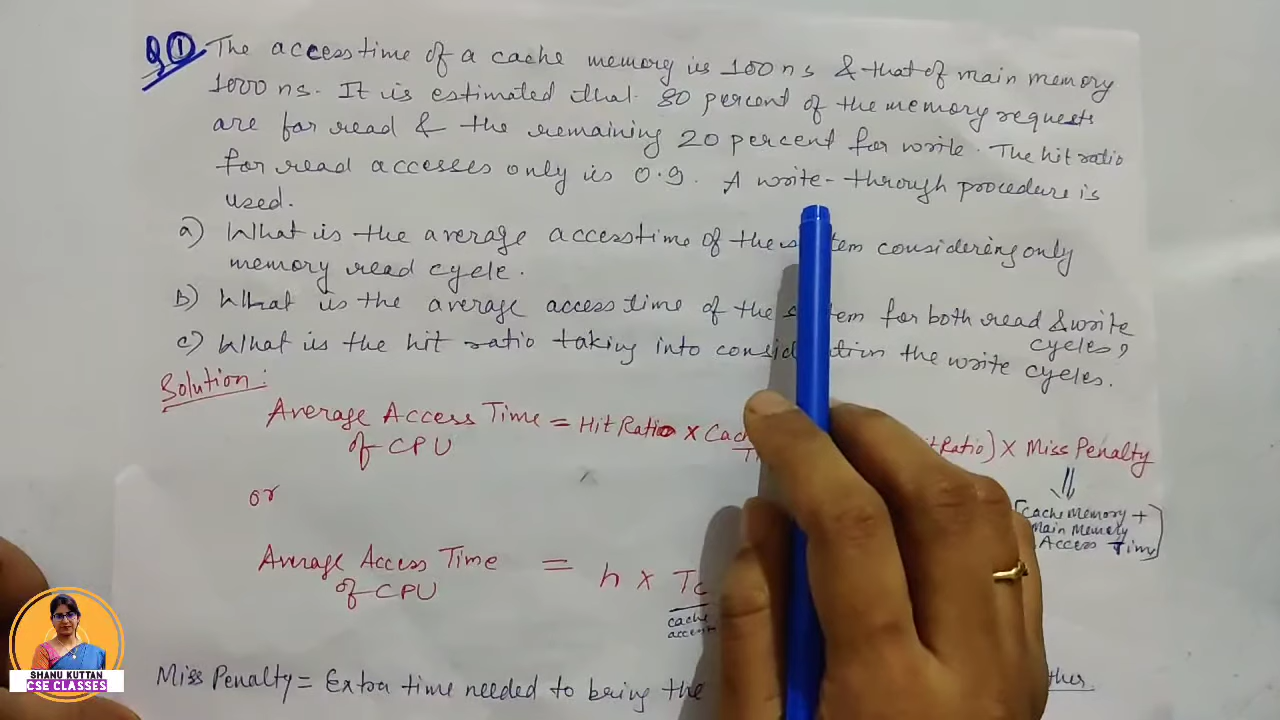 Q① The access time of a cache memory is 100 ns & that of main memory
1000 ns. It is estimated that 80 percent of the memory requests
are for read & the remaining 20 percent for write. The hit ratio
for read accesses only is 0.9. A write-through procedure is
used.
a) What is the average access time of the tem considering only
memory read cycle.
b) What is the average access time of the tem for both read & write
cycles,
c) What is the hit ratio taking into the write cycles.
Solution:
Average Access Time = Hit Ratio × Ratio) × Miss Penalty
of CPU
[Cache Memory +
Main Memory
Access Time]
or
Average Access Time = h × Tc
of CPU
cache
Miss Penalty = Extra time needed to bring the
SHANU KUTTAN
CSE CLASSES